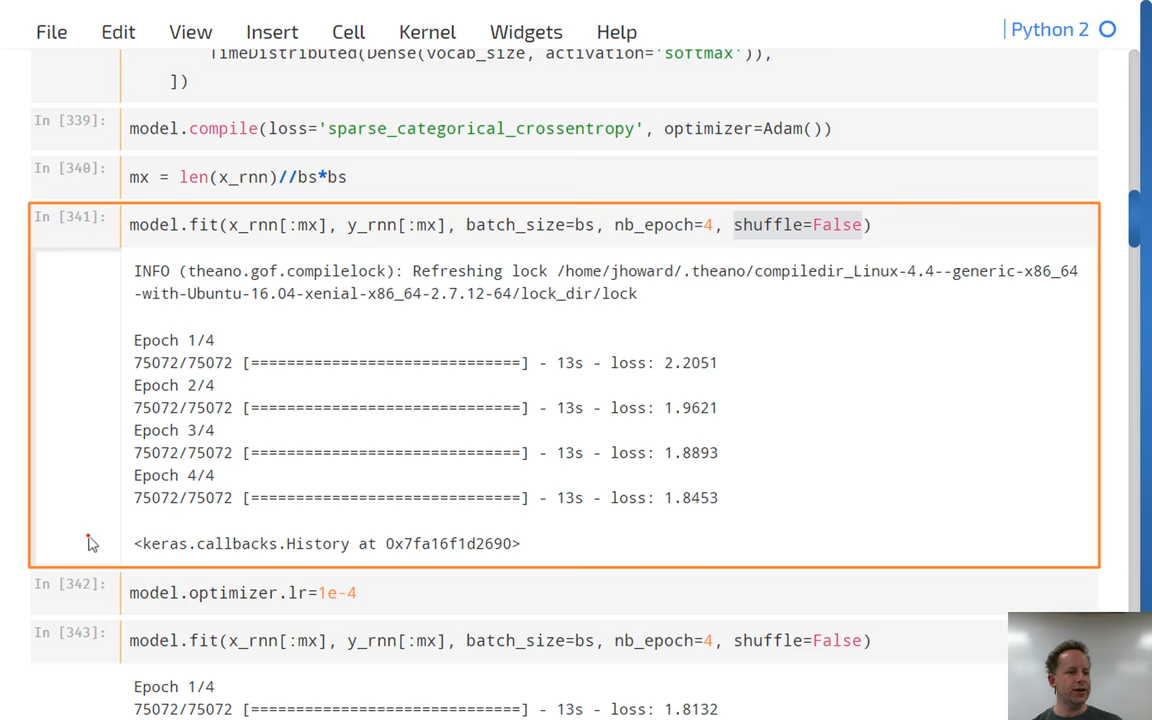 File Edit View Insert Cell Kernel Widgets Help Python 2
TimeDistributed(Dense(vocab_size, activation='softmax')),
])
In [339]: model.compile(loss='sparse_categorical_crossentropy', optimizer=Adam())
In [340]: mx = len(x_rnn)//bs*bs
In [341]: model.fit(x_rnn[:mx], y_rnn[:mx], batch_size=bs, nb_epoch=4, shuffle=False)
INFO (theano.gof.compilelock): Refreshing lock /home/jhoward/.theano/compiledir_Linux-4.4--generic-x86_64
-with-Ubuntu-16.04-xenial-x86_64-2.7.12-64/lock_dir/lock
Epoch 1/4
75072/75072 [==============================] - 13s - loss: 2.2051
Epoch 2/4
75072/75072 [==============================] - 13s - loss: 1.9621
Epoch 3/4
75072/75072 [==============================] - 13s - loss: 1.8893
Epoch 4/4
75072/75072 [==============================] - 13s - loss: 1.8453
<keras.callbacks.History at 0x7fa16f1d2690>
In [342]: model.optimizer.lr=1e-4
In [343]: model.fit(x_rnn[:mx], y_rnn[:mx], batch_size=bs, nb_epoch=4, shuffle=False)
Epoch 1/4
75072/75072 [==============================] - 13s - loss: 1.8132